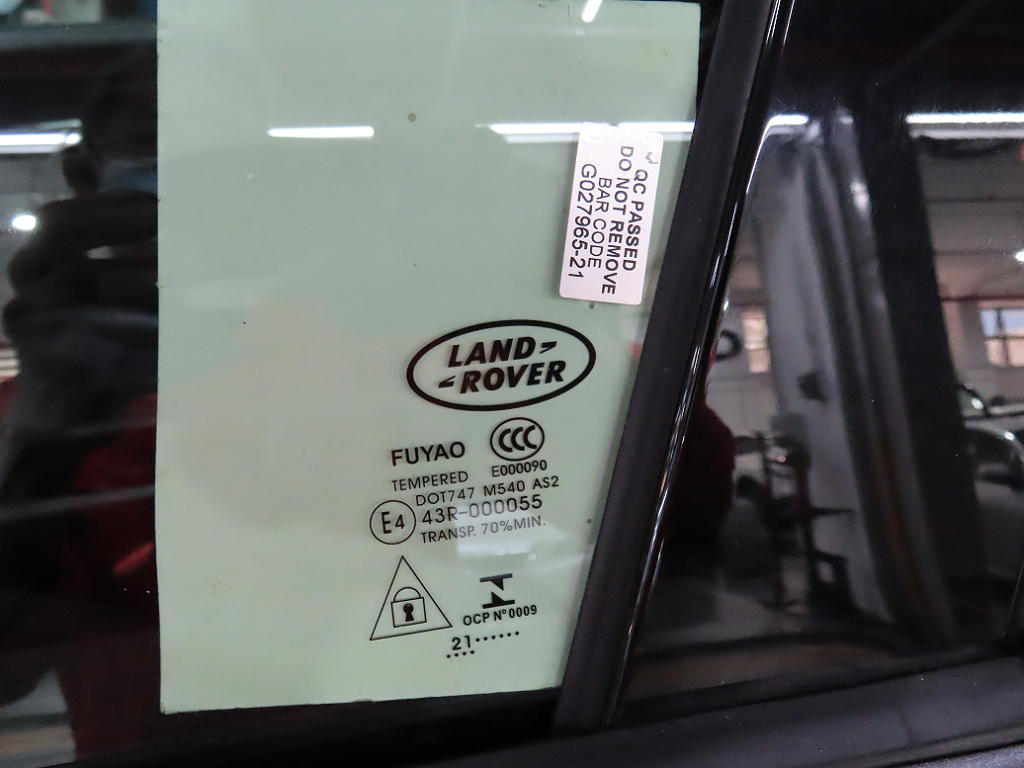 QC PASSED
DO NOT REMOVE
BAR CODE
G027965-21
LAND
ROVER
FUYAO
CCC
TEMPERED E000090
DOT747 M540 AS2
E4 43R-000055
TRANSP. 70%MIN.
OCP Nº0009
21······
····